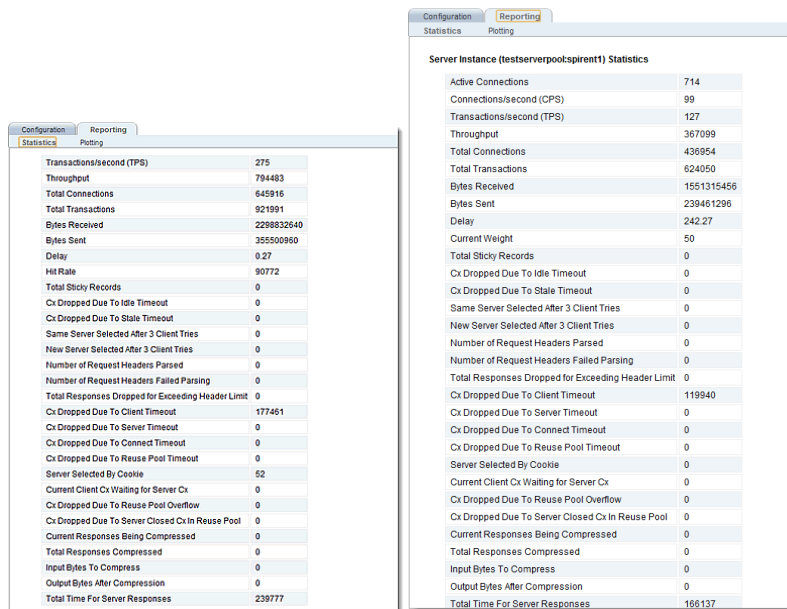 Configuration Reporting
Statistics Plotting
Transactions/second (TPS) 275
Throughput 794483
Total Connections 645916
Total Transactions 921991
Bytes Received 2298832640
Bytes Sent 355500960
Delay 0.27
Hit Rate 90772
Total Sticky Records 0
Cx Dropped Due To Idle Timeout 0
Cx Dropped Due To Stale Timeout 0
Same Server Selected After 3 Client Tries 0
New Server Selected After 3 Client Tries 0
Number of Request Headers Parsed 0
Number of Request Headers Failed Parsing 0
Total Responses Dropped for Exceeding Header Limit 0
Cx Dropped Due To Client Timeout 177461
Cx Dropped Due To Server Timeout 0
Cx Dropped Due To Connect Timeout 0
Cx Dropped Due To Reuse Pool Timeout 0
Server Selected By Cookie 52
Current Client Cx Waiting for Server Cx 0
Cx Dropped Due To Reuse Pool Overflow 0
Cx Dropped Due To Server Closed Cx In Reuse Pool 0
Current Responses Being Compressed 0
Total Responses Compressed 0
Input Bytes To Compress 0
Output Bytes After Compression 0
Total Time For Server Responses 239777
Configuration Reporting
Statistics Plotting
Server Instance (testserverpool:spirent1) Statistics
Active Connections 714
Connections/second (CPS) 99
Transactions/second (TPS) 127
Throughput 367099
Total Connections 436954
Total Transactions 624050
Bytes Received 1551315456
Bytes Sent 239461296
Delay 242.27
Current Weight 50
Total Sticky Records 0
Cx Dropped Due To Idle Timeout 0
Cx Dropped Due To Stale Timeout 0
Same Server Selected After 3 Client Tries 0
New Server Selected After 3 Client Tries 0
Number of Request Headers Parsed 0
Number of Request Headers Failed Parsing 0
Total Responses Dropped for Exceeding Header Limit 0
Cx Dropped Due To Client Timeout 119940
Cx Dropped Due To Server Timeout 0
Cx Dropped Due To Connect Timeout 0
Cx Dropped Due To Reuse Pool Timeout 0
Server Selected By Cookie 0
Current Client Cx Waiting for Server Cx 0
Cx Dropped Due To Reuse Pool Overflow 0
Cx Dropped Due To Server Closed Cx In Reuse Pool 0
Current Responses Being Compressed 0
Total Responses Compressed 0
Input Bytes To Compress 0
Output Bytes After Compression 0
Total Time For Server Responses 166137